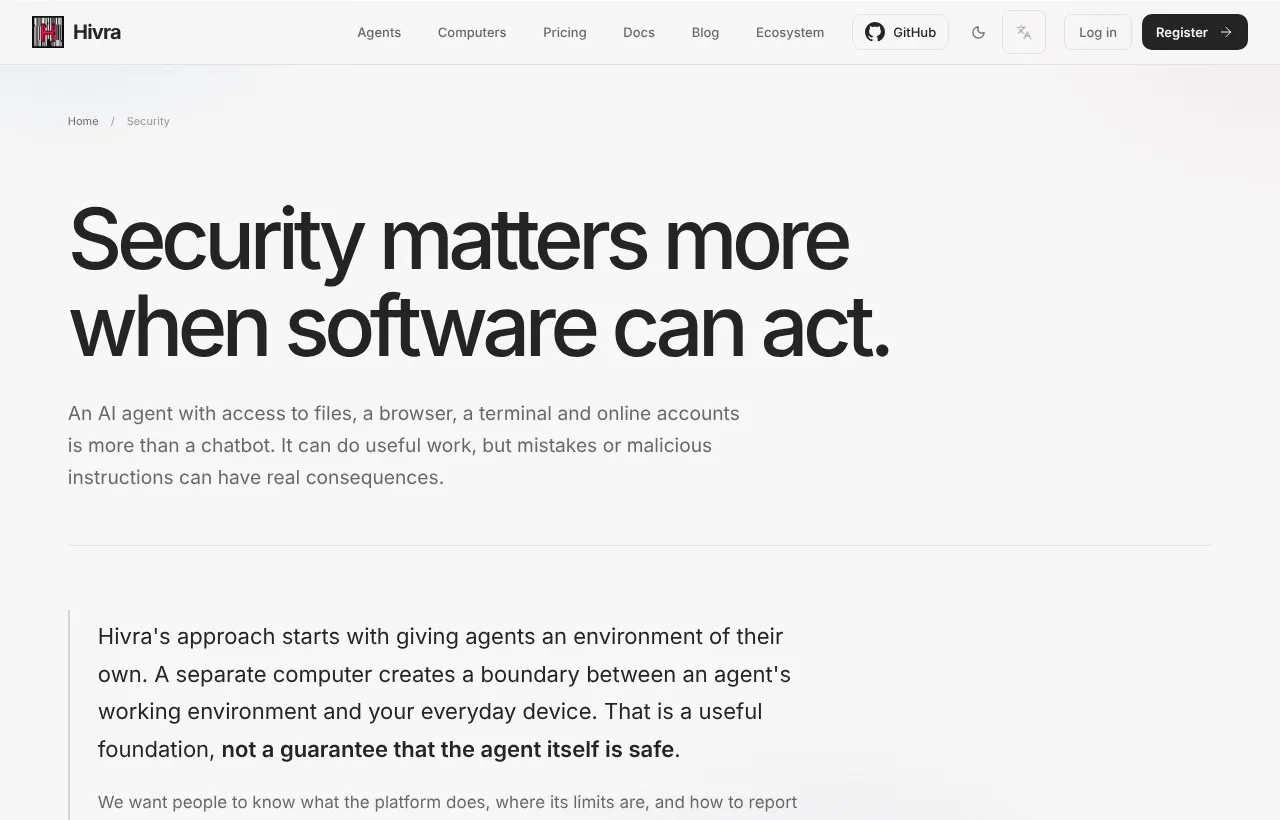 Hivra
Agents
Computers
Pricing
Docs
Blog
Ecosystem
GitHub
Log in
Register
Home / Security
Security matters more
when software can act.
An AI agent with access to files, a browser, a terminal and online accounts
is more than a chatbot. It can do useful work, but mistakes or malicious
instructions can have real consequences.
Hivra's approach starts with giving agents an environment of their
own. A separate computer creates a boundary between an agent's
working environment and your everyday device. That is a useful
foundation, not a guarantee that the agent itself is safe.
We want people to know what the platform does, where its limits are, and how to report